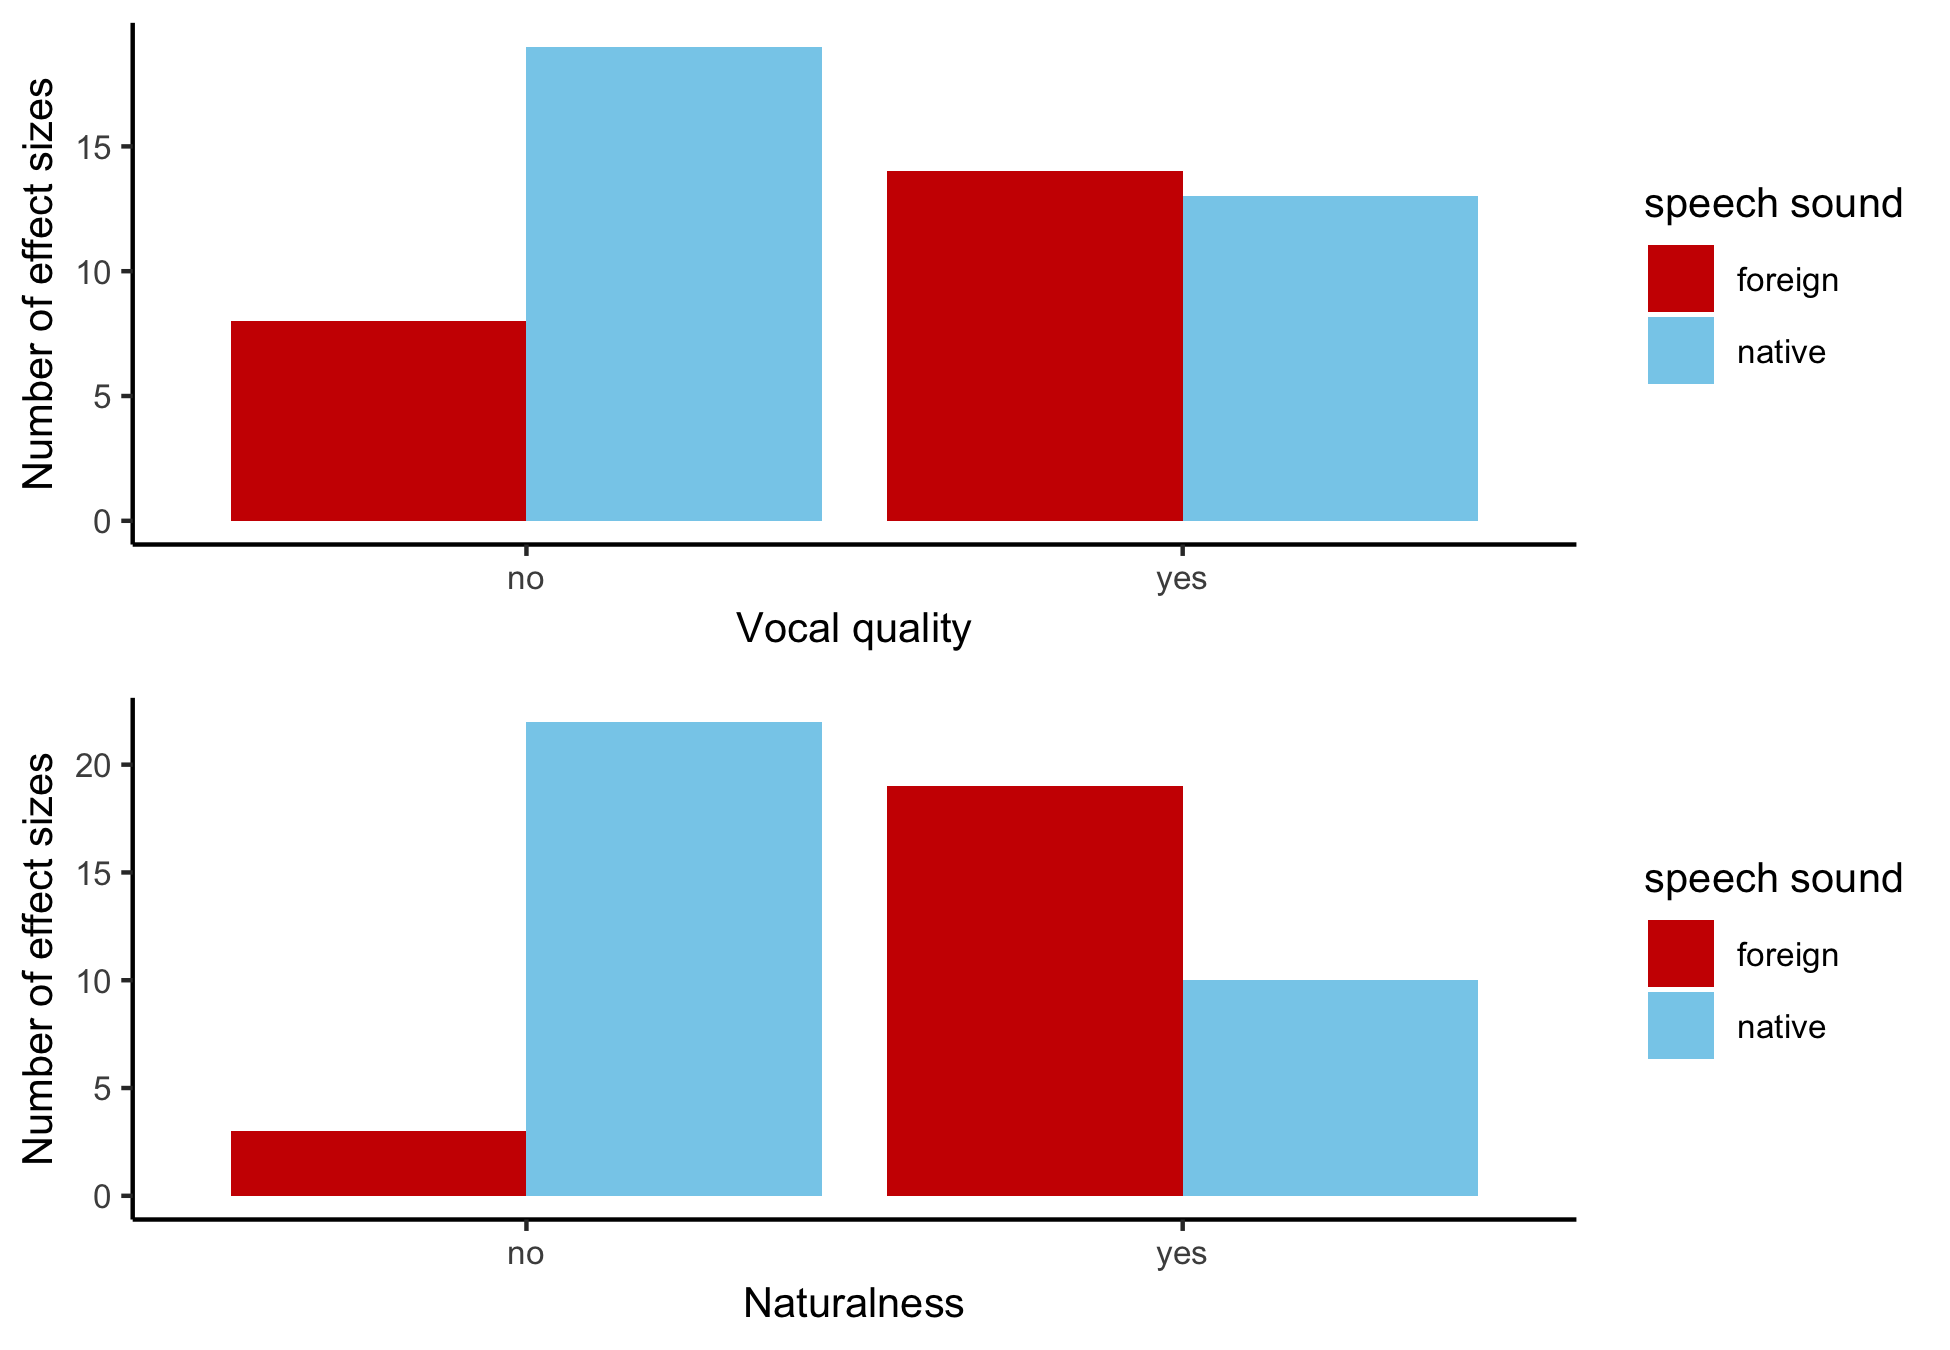 Number of effect sizes
15
10
5
0
no
yes
Vocal quality
speech sound
foreign
native
Number of effect sizes
20
15
10
5
0
no
yes
Naturalness
speech sound
foreign
native